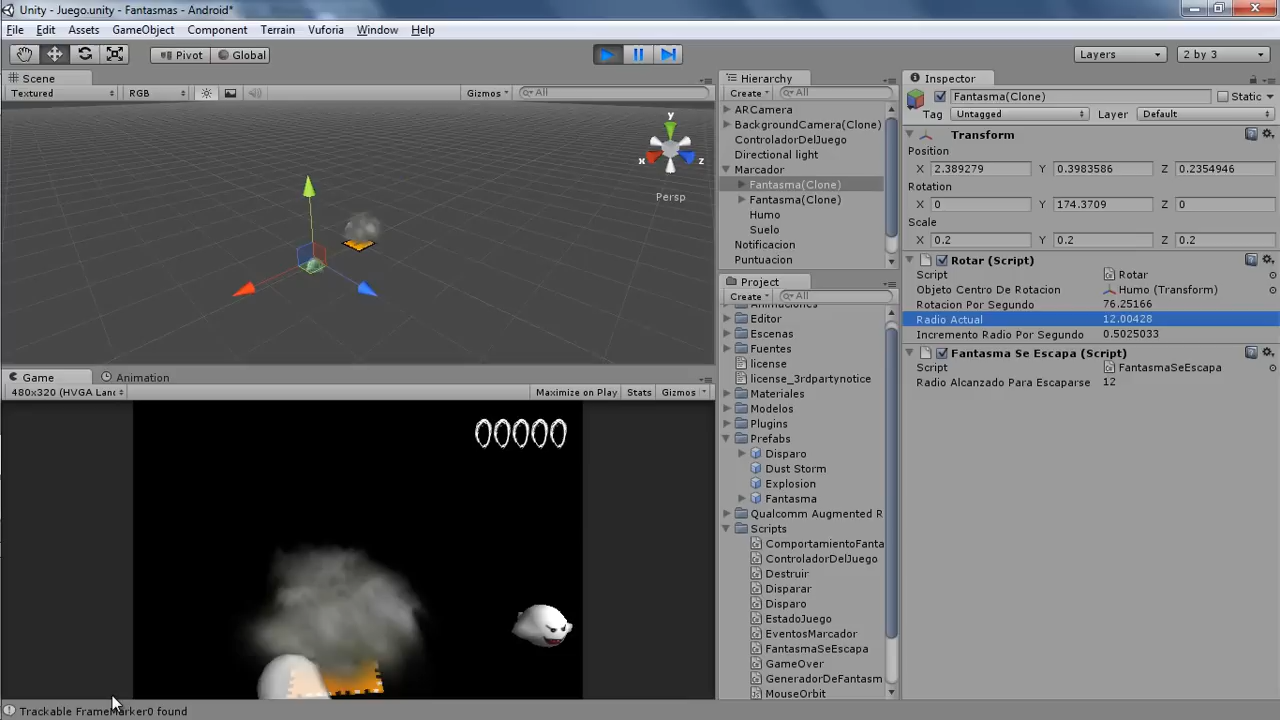 Unity - Juego.unity - Fantasmas - Android*
File Edit Assets GameObject Component Terrain Vuforia Window Help
Pivot Global Layers 2 by 3
Scene
Textured RGB Gizmos All
y
x
z
Persp
Game Animation
480x320 (HVGA Lanc Maximize on Play Stats Gizmos
00000
Hierarchy
Create All
ARCamera
BackgroundCamera(Clone)
ControladorDelJuego
Directional light
Marcador
Fantasma(Clone)
Fantasma(Clone)
Humo
Suelo
Notificacion
Puntuacion
Project
Create All
Animaciones
Editor
Escenas
Fuentes
license
license_3rdpartynotice
Materiales
Modelos
Plugins
Prefabs
Disparo
Dust Storm
Explosion
Fantasma
Qualcomm Augmented R
Scripts
ComportamientoFanta
ControladorDelJuego
Destruir
Disparar
Disparo
EstadoJuego
EventosMarcador
FantasmaSeEscapa
GameOver
GeneradorDeFantasm
MouseOrbit
Inspector
Fantasma(Clone) Static
Tag Untagged Layer Default
Transform
Position
X 2.389279 Y 0.3983586 Z 0.2354946
Rotation
X 0 Y 174.3709 Z 0
Scale
X 0.2 Y 0.2 Z 0.2
Rotar (Script)
Script Rotar
Objeto Centro De Rotacion Humo (Transform)
Rotacion Por Segundo 76.25166
Radio Actual 12.00428
Incremento Radio Por Segundo 0.5025033
Fantasma Se Escapa (Script)
Script FantasmaSeEscapa
Radio Alcanzado Para Escaparse 12
Trackable FrameMarker0 found